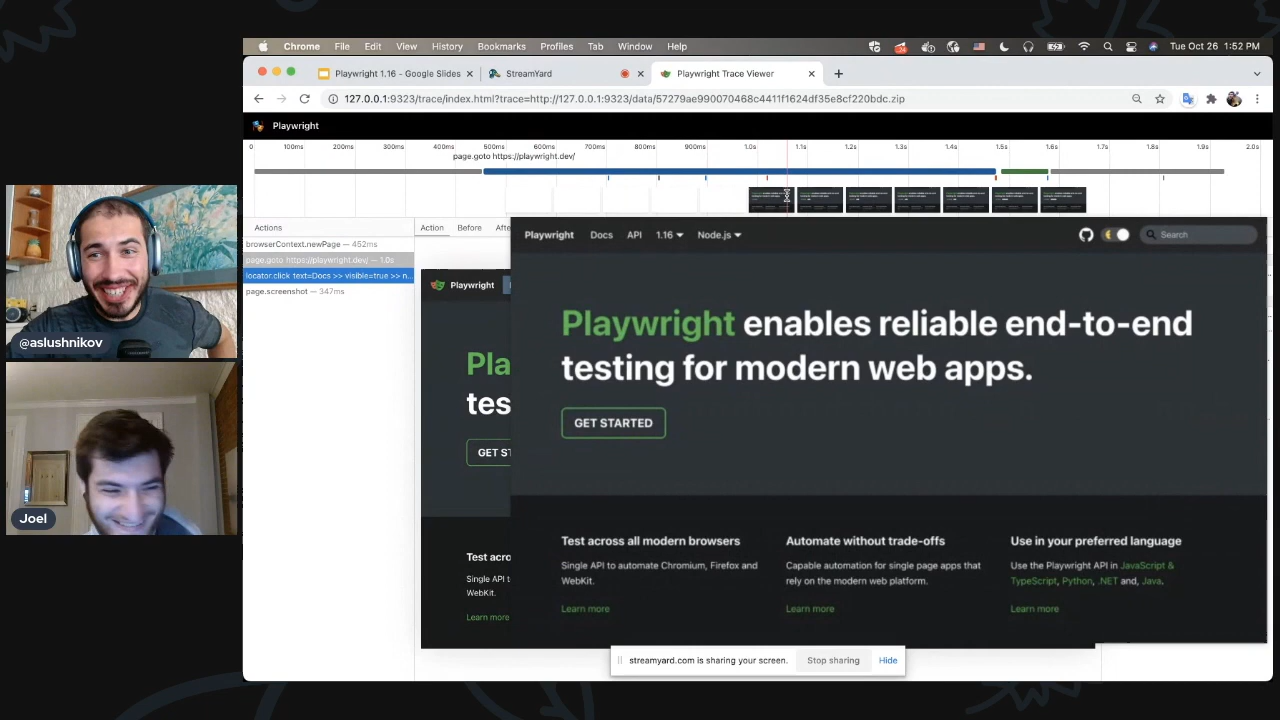 Chrome File Edit View History Bookmarks Profiles Tab Window Help Tue Oct 26 1:52 PM
Playwright 1.16 - Google Slides StreamYard Playwright Trace Viewer
127.0.0.1:9323/trace/index.html?trace=http://127.0.0.1:9323/data/57279ae990070468c4411f1624df35e8cf220bdc.zip
Playwright
0 100ms 200ms 300ms 400ms 500ms 600ms 700ms 800ms 900ms 1.0s 1.1s 1.2s 1.3s 1.4s 1.5s 1.6s 1.7s 1.8s 1.9s 2.0s
page.goto https://playwright.dev/
Actions
Action Before
browserContext.newPage — 452ms
page.goto https://playwright.dev/ — 1.0s
locator.click text=Docs >> visible=true >> n...
page.screenshot — 347ms
Playwright
Pla
tes
GET ST
Test acro
Single API t
WebKit.
Learn more
Playwright Docs API 1.16 Node.js Search
Playwright enables reliable end-to-end
testing for modern web apps.
GET STARTED
Test across all modern browsers
Single API to automate Chromium, Firefox and
WebKit.
Learn more
Automate without trade-offs
Capable automation for single page apps that
rely on the modern web platform.
Learn more
Use in your preferred language
Use the Playwright API in JavaScript &
TypeScript, Python, .NET and, Java.
Learn more
streamyard.com is sharing your screen. Stop sharing Hide
@aslushnikov
Joel